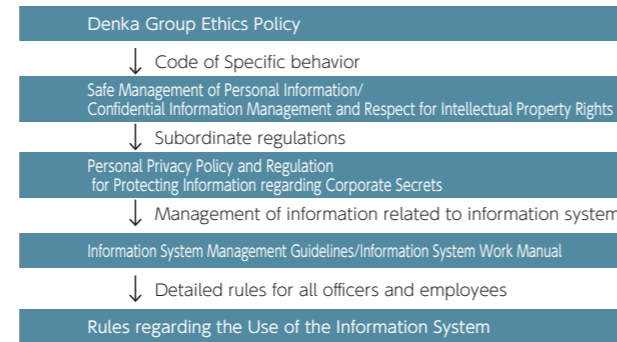 Denka Group Ethics Policy
Code of Specific behavior
Safe Management of Personal Information/
Confidential Information Management and Respect for Intellectual Property Rights
Subordinate regulations
Personal Privacy Policy and Regulation
for Protecting Information regarding Corporate Secrets
Management of information related to information system
Information System Management Guidelines/Information System Work Manual
Detailed rules for all officers and employees
Rules regarding the Use of the Information System